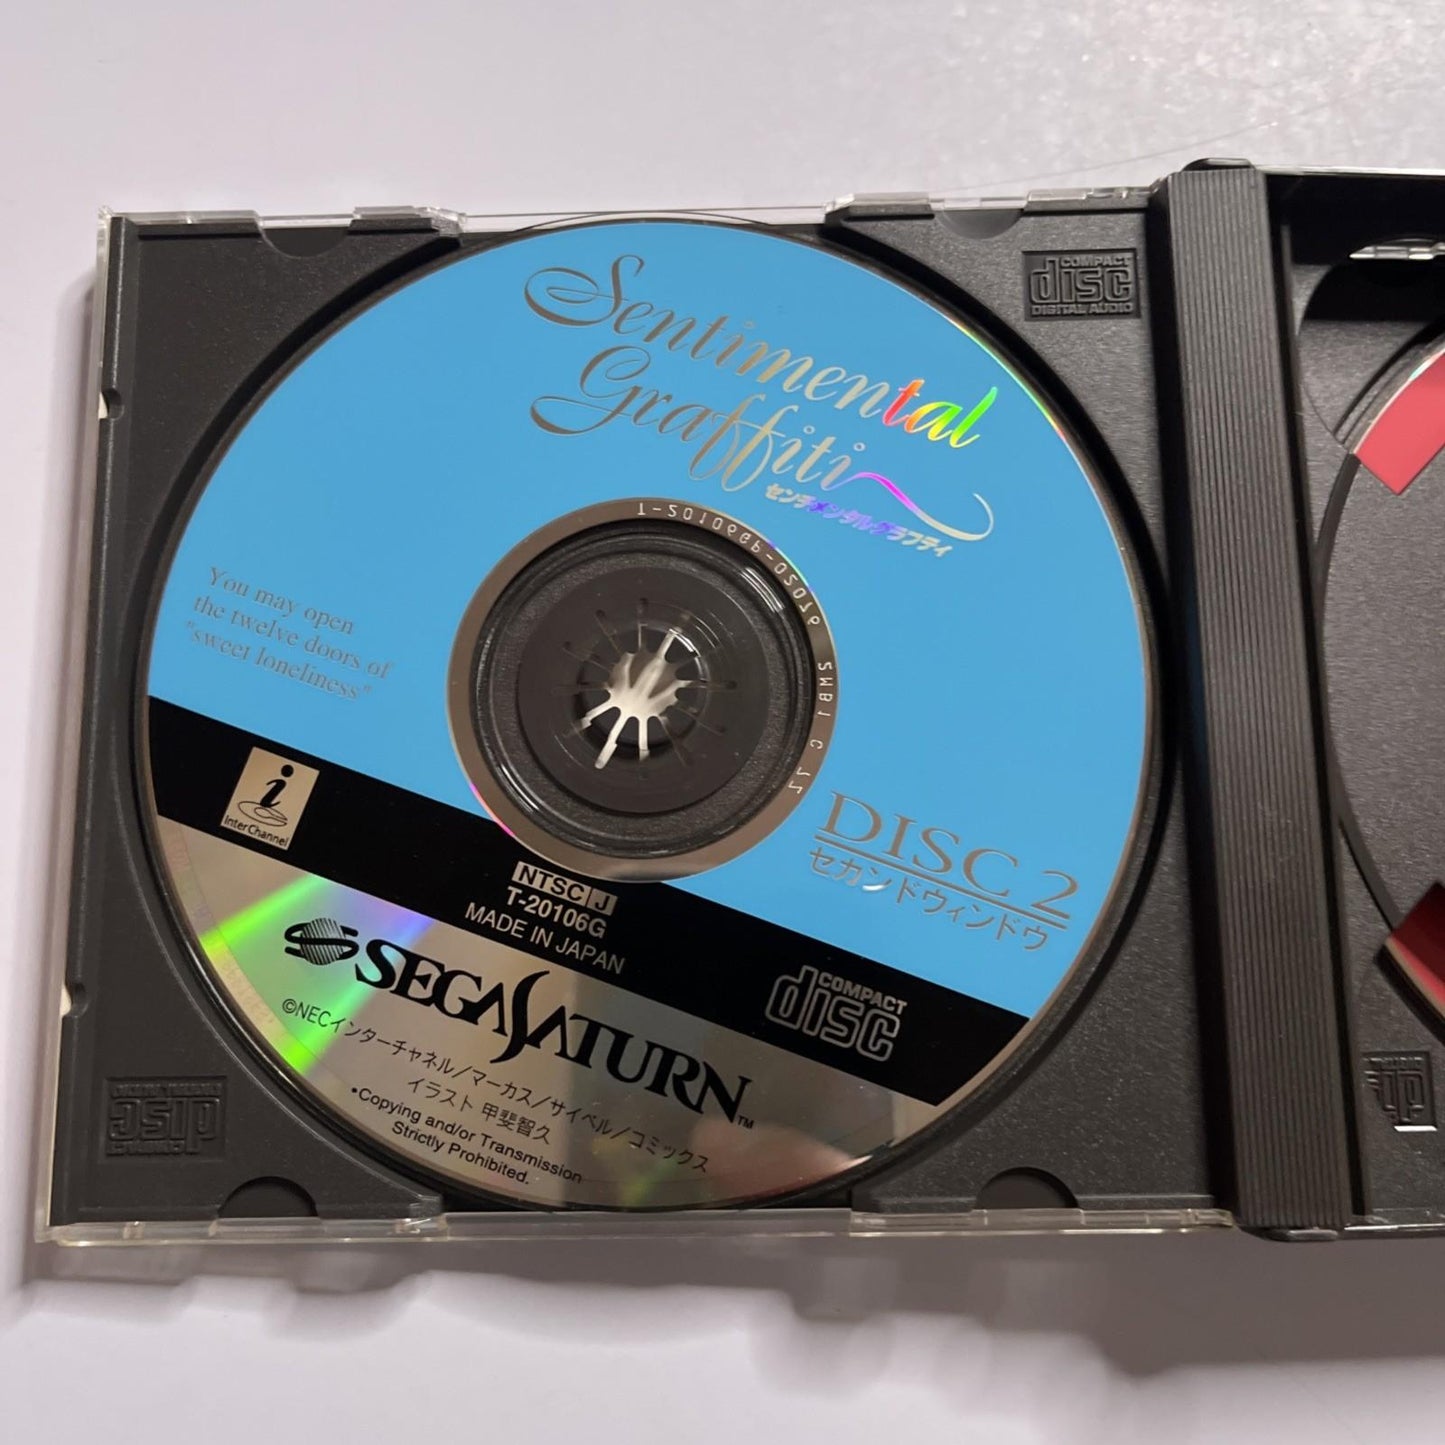 Sentimental
Graffiti
センチメンタルグラフティ
COMPACT
disc
DIGITAL AUDIO
You may open
the twelve doors of
"sweet loneliness"
i
InterChannel
DISC 2
セカンドウィンドウ
NTSC J
T-20106G
MADE IN JAPAN
COMPACT
disc
SEGA SATURN™
©NECインターチャネル/マーカス/サイベル/コミックス
イラスト 甲斐智久
•Copying and/or Transmission
Strictly Prohibited.